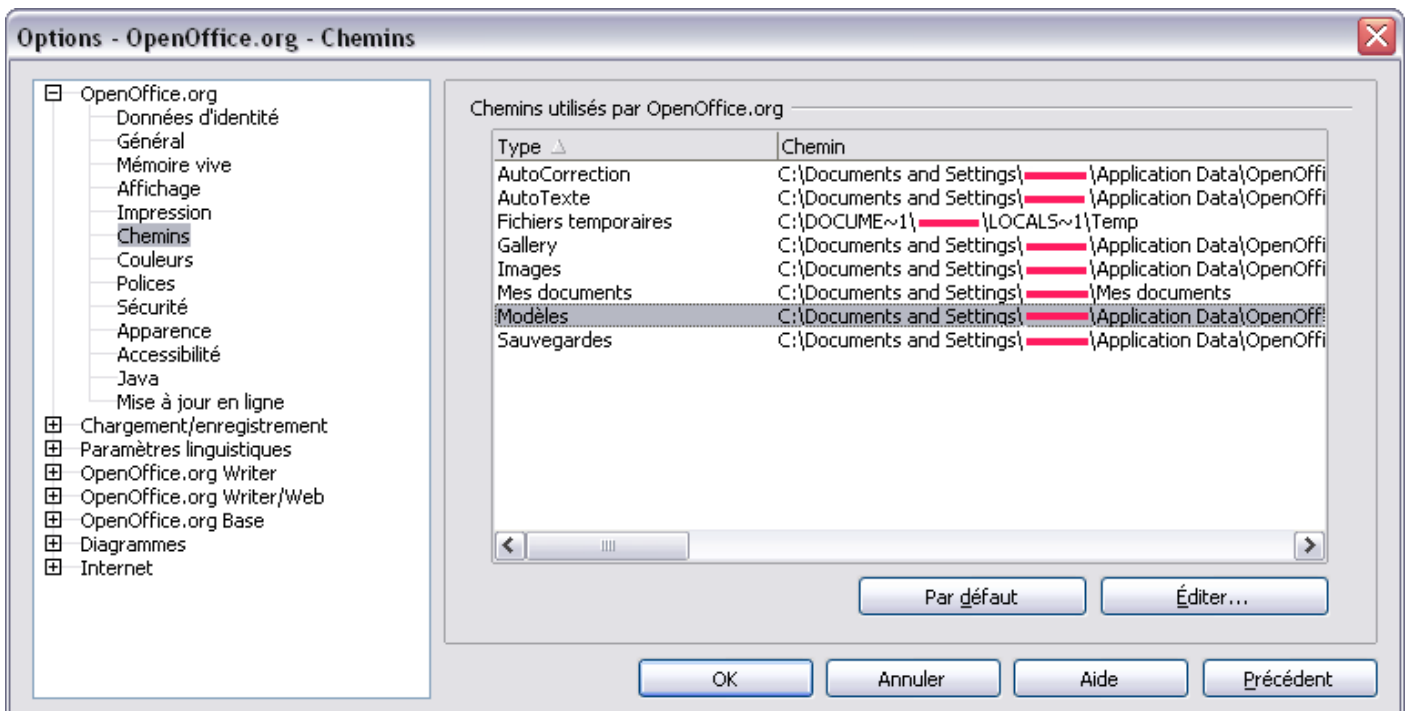 Options - OpenOffice.org - Chemins
OpenOffice.org
Données d'identité
Général
Mémoire vive
Affichage
Impression
Chemins
Couleurs
Polices
Sécurité
Apparence
Accessibilité
Java
Mise à jour en ligne
Chargement/enregistrement
Paramètres linguistiques
OpenOffice.org Writer
OpenOffice.org Writer/Web
OpenOffice.org Base
Diagrammes
Internet
Chemins utilisés par OpenOffice.org
Type Chemin
AutoCorrection C:\Documents and Settings\ \Application Data\OpenOffi
AutoTexte C:\Documents and Settings\ \Application Data\OpenOffi
Fichiers temporaires C:\DOCUME~1\ \LOCALS~1\Temp
Gallery C:\Documents and Settings\ \Application Data\OpenOffi
Images C:\Documents and Settings\ \Application Data\OpenOffi
Mes documents C:\Documents and Settings\ \Mes documents
Modèles C:\Documents and Settings\ \Application Data\OpenOff
Sauvegardes C:\Documents and Settings\ \Application Data\OpenOffi
Par défaut Éditer...
OK Annuler Aide Précédent